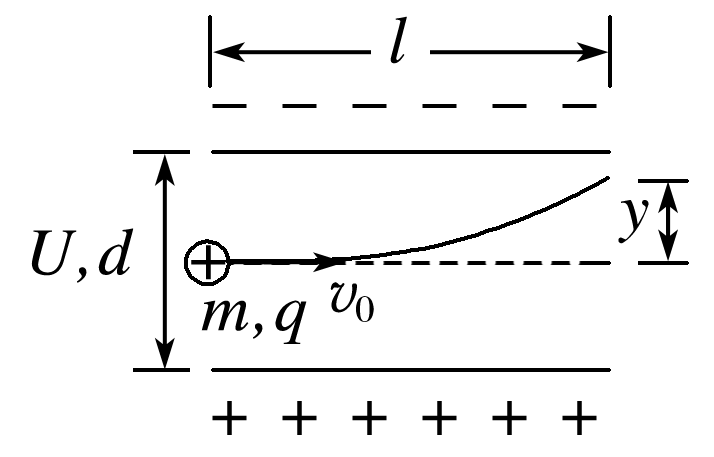 l
− − − − − −
U, d
y
+
m, q
v₀
+ + + + + +